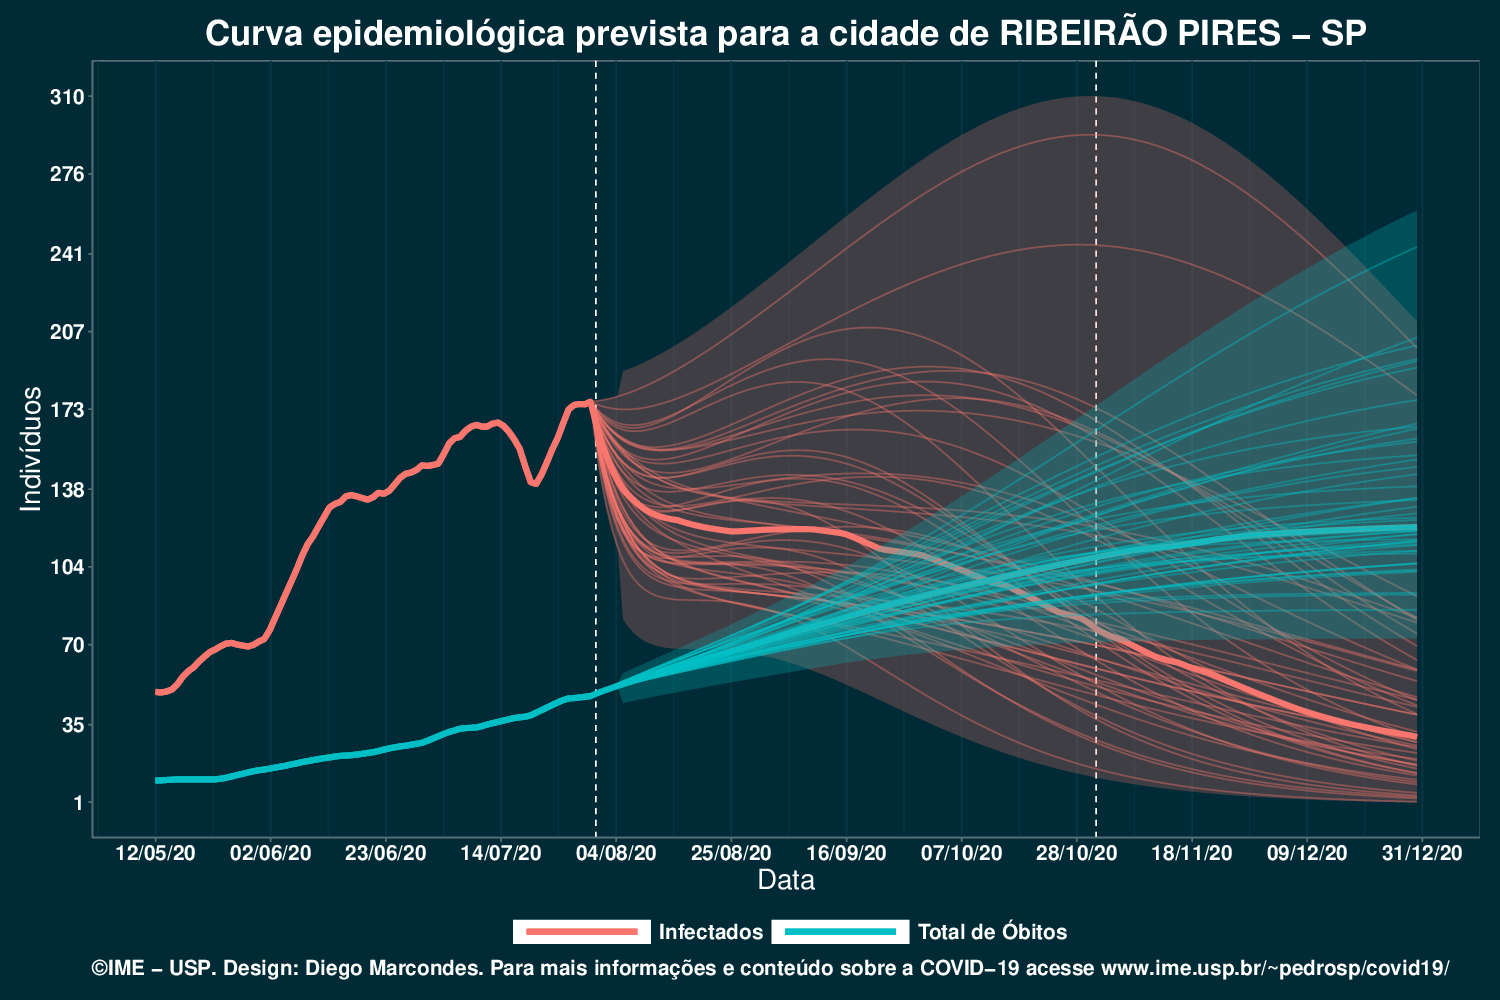 Curva epidemiológica prevista para a cidade de RIBEIRÃO PIRES – SP
Indivíduos
310
276
241
207
173
138
104
70
35
1
12/05/20 02/06/20 23/06/20 14/07/20 04/08/20 25/08/20 16/09/20 07/10/20 28/10/20 18/11/20 09/12/20 31/12/20
Data
Infectados Total de Óbitos
©IME – USP. Design: Diego Marcondes. Para mais informações e conteúdo sobre a COVID–19 acesse www.ime.usp.br/~pedrosp/covid19/